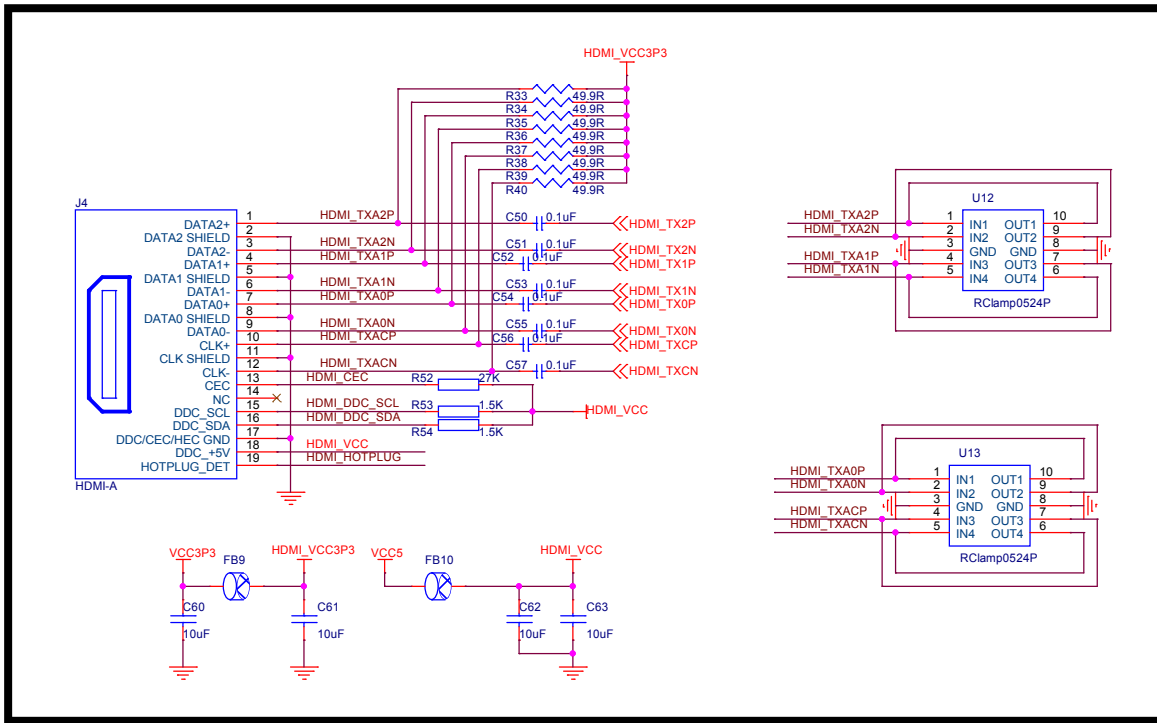 HDMI_VCC3P3
R33 49.9R
R34 49.9R
R35 49.9R
R36 49.9R
R37 49.9R
R38 49.9R
R39 49.9R
R40 49.9R
J4
DATA2+ 1 HDMI_TXA2P C50 0.1uF HDMI_TX2P
DATA2 SHIELD 2
DATA2- 3 HDMI_TXA2N C51 0.1uF HDMI_TX2N
DATA1+ 4 HDMI_TXA1P C52 0.1uF HDMI_TX1P
DATA1 SHIELD 5
DATA1- 6 HDMI_TXA1N C53 0.1uF HDMI_TX1N
DATA0+ 7 HDMI_TXA0P C54 0.1uF HDMI_TX0P
DATA0 SHIELD 8
DATA0- 9 HDMI_TXA0N C55 0.1uF HDMI_TX0N
CLK+ 10 HDMI_TXACP C56 0.1uF HDMI_TXCP
CLK SHIELD 11
CLK- 12 HDMI_TXACN C57 0.1uF HDMI_TXCN
CEC 13 HDMI_CEC R52 27K
NC 14
DDC_SCL 15 HDMI_DDC_SCL R53 1.5K HDMI_VCC
DDC_SDA 16 HDMI_DDC_SDA R54 1.5K
DDC/CEC/HEC GND 17
DDC_+5V 18 HDMI_VCC
HOTPLUG_DET 19 HDMI_HOTPLUG
HDMI-A
U12
HDMI_TXA2P 1 IN1 OUT1 10
HDMI_TXA2N 2 IN2 OUT2 9
3 GND GND 8
HDMI_TXA1P 4 IN3 OUT3 7
HDMI_TXA1N 5 IN4 OUT4 6
RClamp0524P
U13
HDMI_TXA0P 1 IN1 OUT1 10
HDMI_TXA0N 2 IN2 OUT2 9
3 GND GND 8
HDMI_TXACP 4 IN3 OUT3 7
HDMI_TXACN 5 IN4 OUT4 6
RClamp0524P
VCC3P3 FB9 HDMI_VCC3P3
C60 C61
10uF 10uF
VCC5 FB10 HDMI_VCC
C62 C63
10uF 10uF